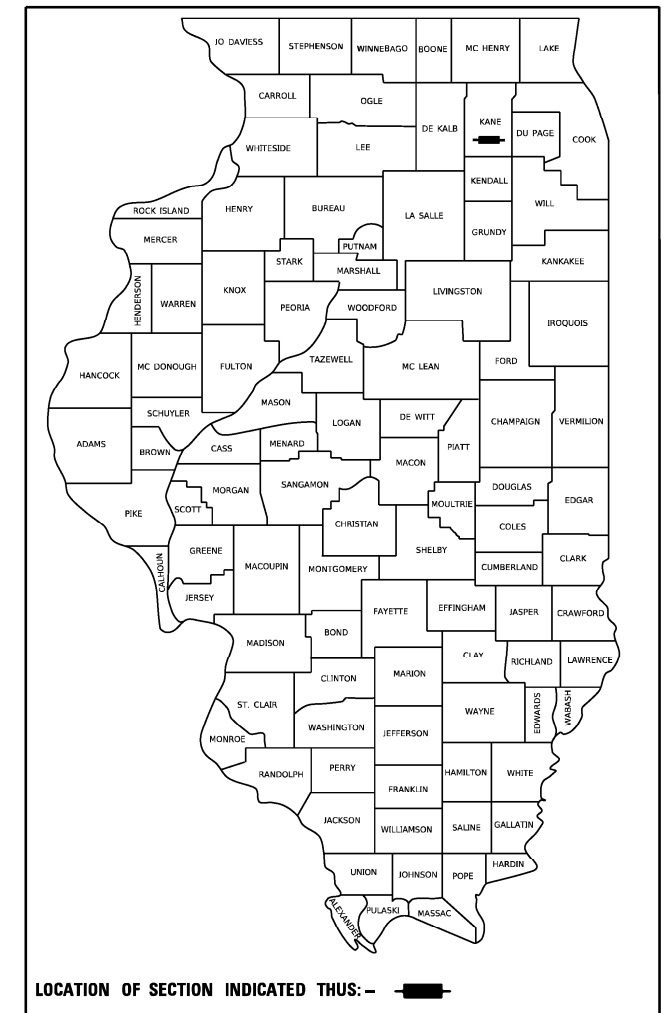 JO DAVIESS
STEPHENSON
WINNEBAGO
BOONE
MC HENRY
LAKE
CARROLL
OGLE
DE KALB
KANE
DU PAGE
COOK
WHITESIDE
LEE
KENDALL
ROCK ISLAND
HENRY
BUREAU
LA SALLE
WILL
MERCER
PUTNAM
GRUNDY
STARK
MARSHALL
KANKAKEE
HENDERSON
WARREN
KNOX
PEORIA
WOODFORD
LIVINGSTON
IROQUOIS
HANCOCK
MC DONOUGH
FULTON
TAZEWELL
MC LEAN
FORD
MASON
SCHUYLER
LOGAN
DE WITT
CHAMPAIGN
VERMILION
ADAMS
BROWN
CASS
MENARD
PIATT
MACON
MORGAN
SANGAMON
DOUGLAS
EDGAR
PIKE
SCOTT
CHRISTIAN
MOULTRIE
COLES
GREENE
MACOUPIN
MONTGOMERY
SHELBY
CUMBERLAND
CLARK
CALHOUN
JERSEY
FAYETTE
EFFINGHAM
JASPER
CRAWFORD
MADISON
BOND
CLAY
RICHLAND
LAWRENCE
CLINTON
MARION
ST. CLAIR
WAYNE
EDWARDS
WABASH
MONROE
WASHINGTON
JEFFERSON
RANDOLPH
PERRY
FRANKLIN
HAMILTON
WHITE
JACKSON
WILLIAMSON
SALINE
GALLATIN
UNION
JOHNSON
POPE
HARDIN
ALEXANDER
PULASKI
MASSAC
LOCATION OF SECTION INDICATED THUS: –